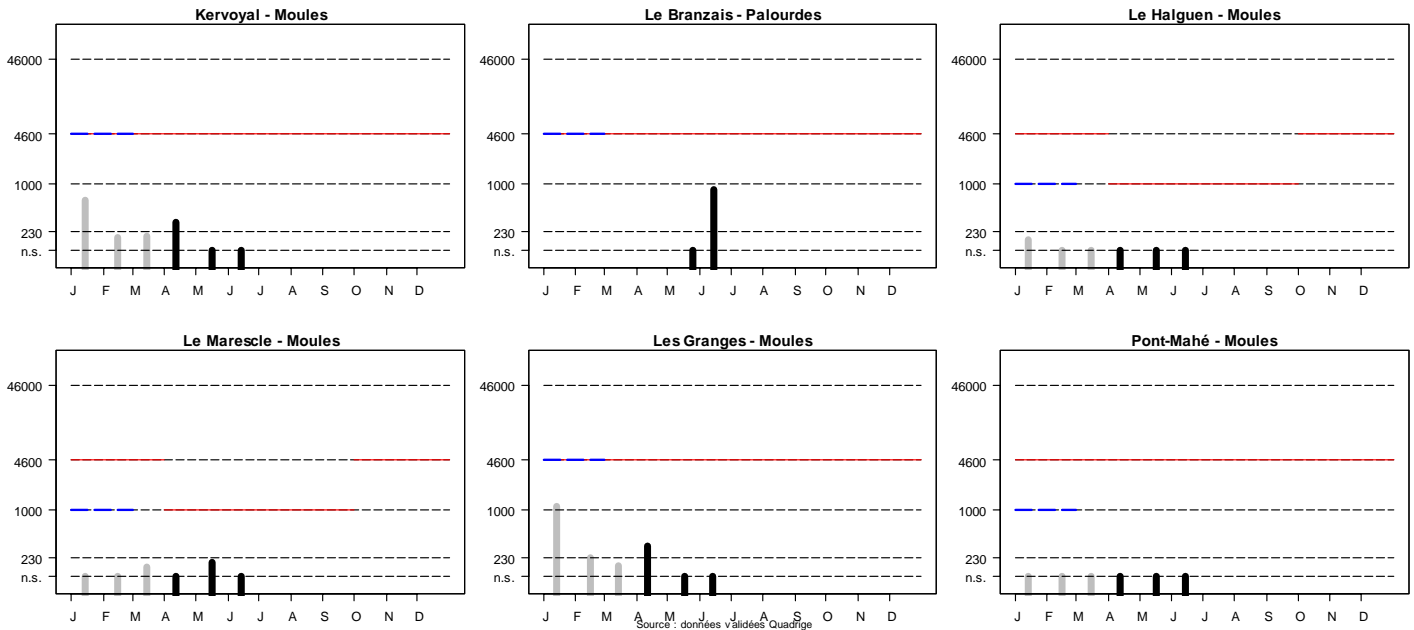 Kervoyal - Moules
46000
4600
1000
230
n.s.
J F M A M J J A S O N D
Le Branzais - Palourdes
46000
4600
1000
230
n.s.
J F M A M J J A S O N D
Le Halguen - Moules
46000
4600
1000
230
n.s.
J F M A M J J A S O N D
Le Marescle - Moules
46000
4600
1000
230
n.s.
J F M A M J J A S O N D
Les Granges - Moules
46000
4600
1000
230
n.s.
J F M A M J J A S O N D
Pont-Mahé - Moules
46000
4600
1000
230
n.s.
J F M A M J J A S O N D
Source : données validées Quadrige